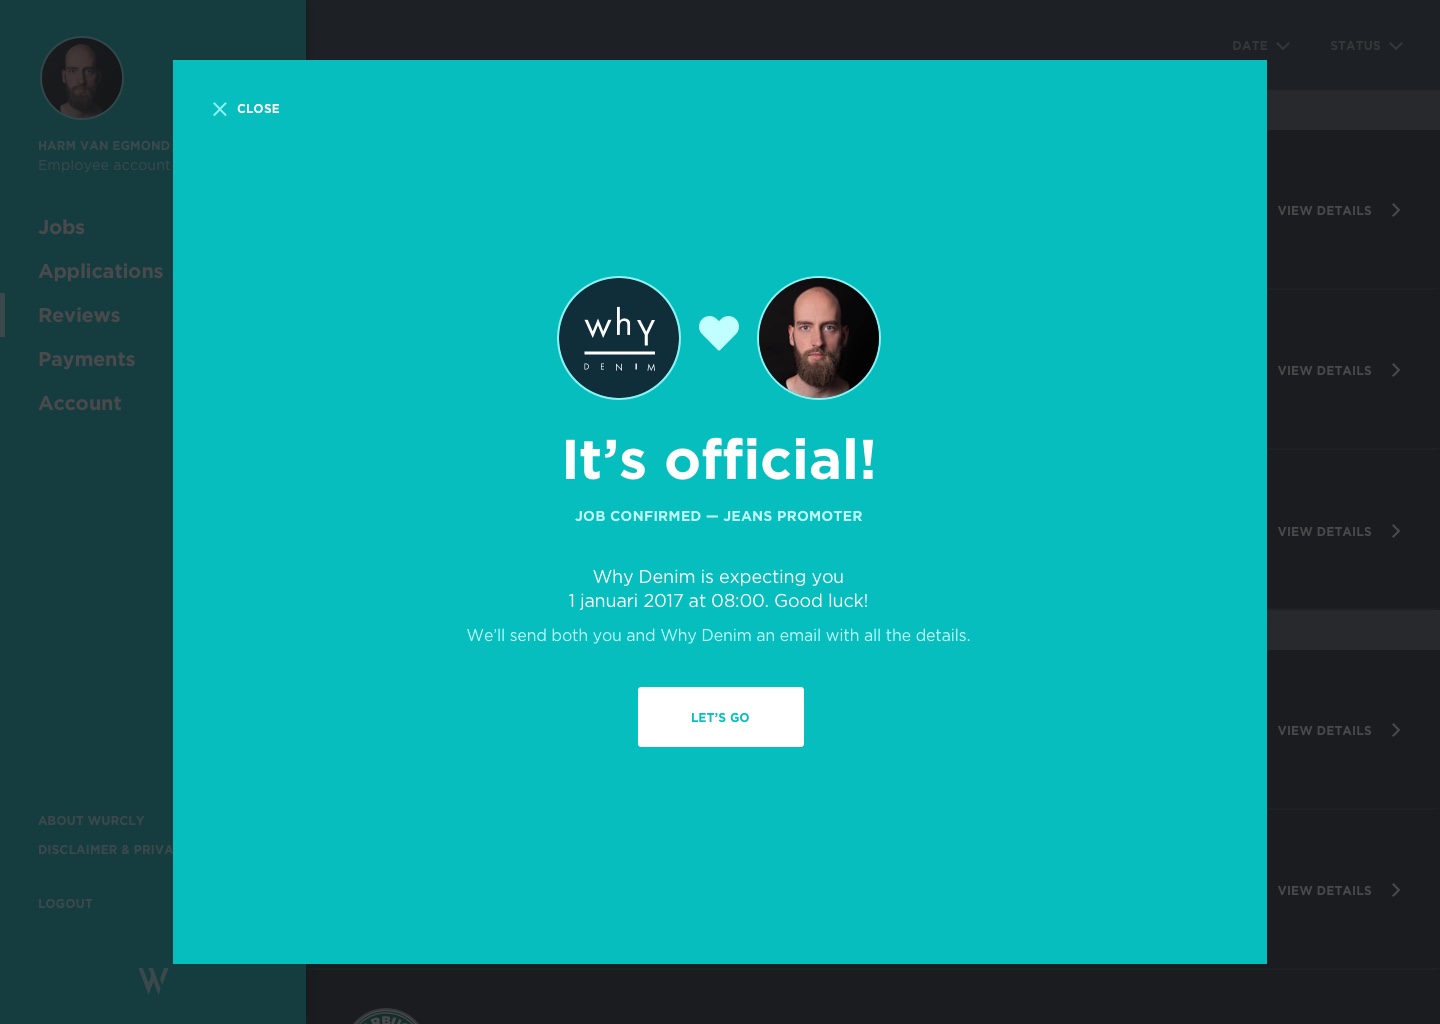 DATE
STATUS
CLOSE
HARM VAN EGMOND
Employee account
Jobs
Applications
Reviews
Payments
Account
VIEW DETAILS
VIEW DETAILS
VIEW DETAILS
VIEW DETAILS
VIEW DETAILS
why
DENIM
It’s official!
JOB CONFIRMED — JEANS PROMOTER
Why Denim is expecting you
1 januari 2017 at 08:00. Good luck!
We’ll send both you and Why Denim an email with all the details.
LET’S GO
ABOUT WURCLY
DISCLAIMER & PRIVA
LOGOUT
W